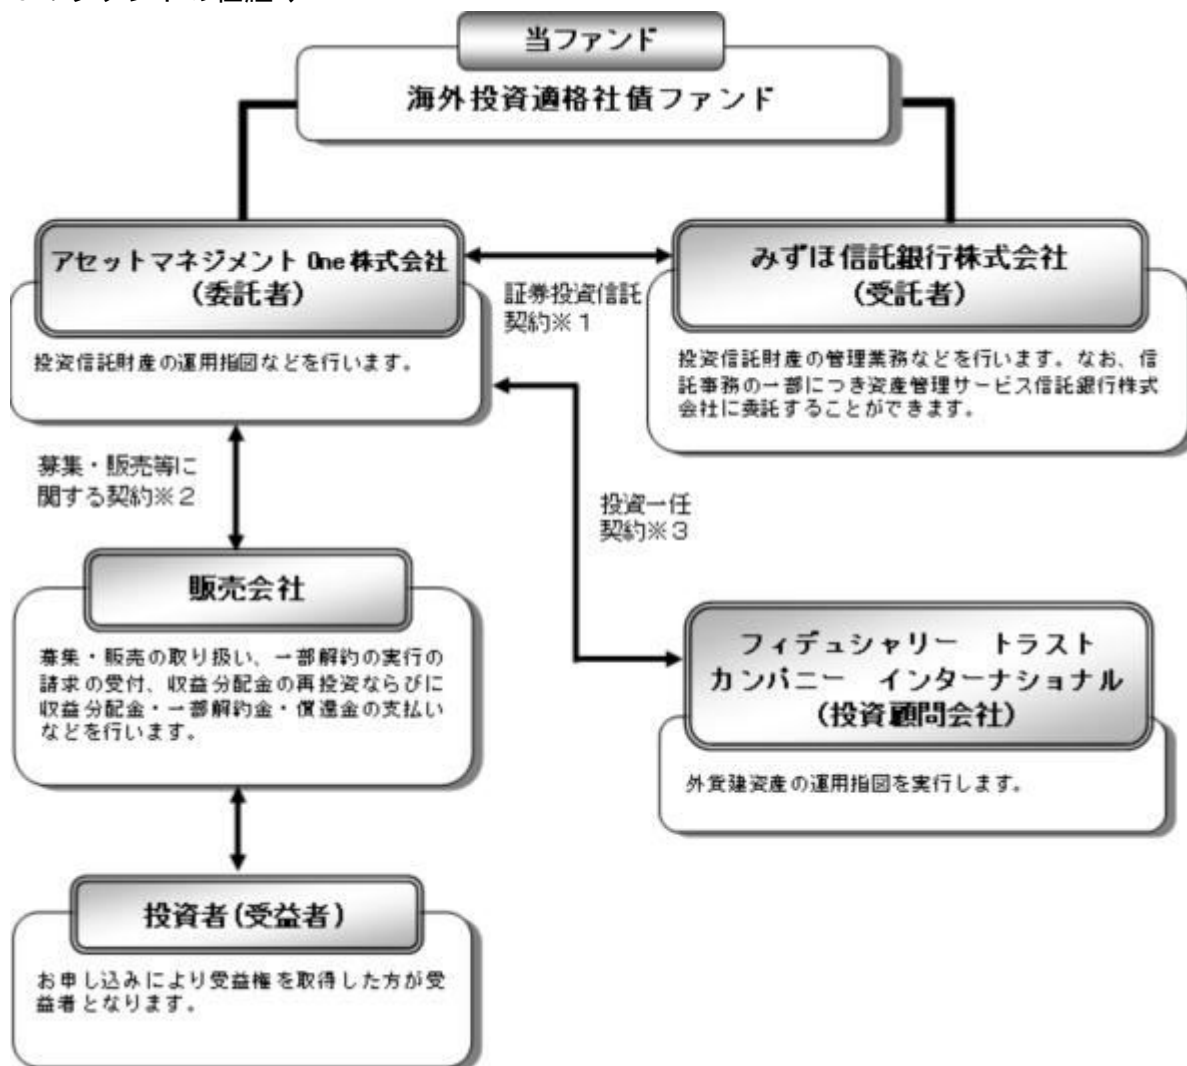 当ファンド
海外投資適格社債ファンド
アセットマネジメント One 株式会社
(委託者)
投資信託財産の運用指図などを行います。
証券投資信託
契約※１
みずほ信託銀行株式会社
(受託者)
投資信託財産の管理業務などを行います。なお、信
託事務の一部につき資産管理サービス信託銀行株式
会社に委託することができます。
募集・販売等に
関する契約※２
投資一任
契約※３
販売会社
募集・販売の取り扱い、一部解約の実行の
請求の受付、収益分配金の再投資ならびに
収益分配金・一部解約金・償還金の支払い
などを行います。
フィデュシャリー　トラスト
カンパニー　インターナショナル
(投資顧問会社)
外貨建資産の運用指図を実行します。
投資者(受益者)
お申し込みにより受益権を取得した方が受
益者となります。